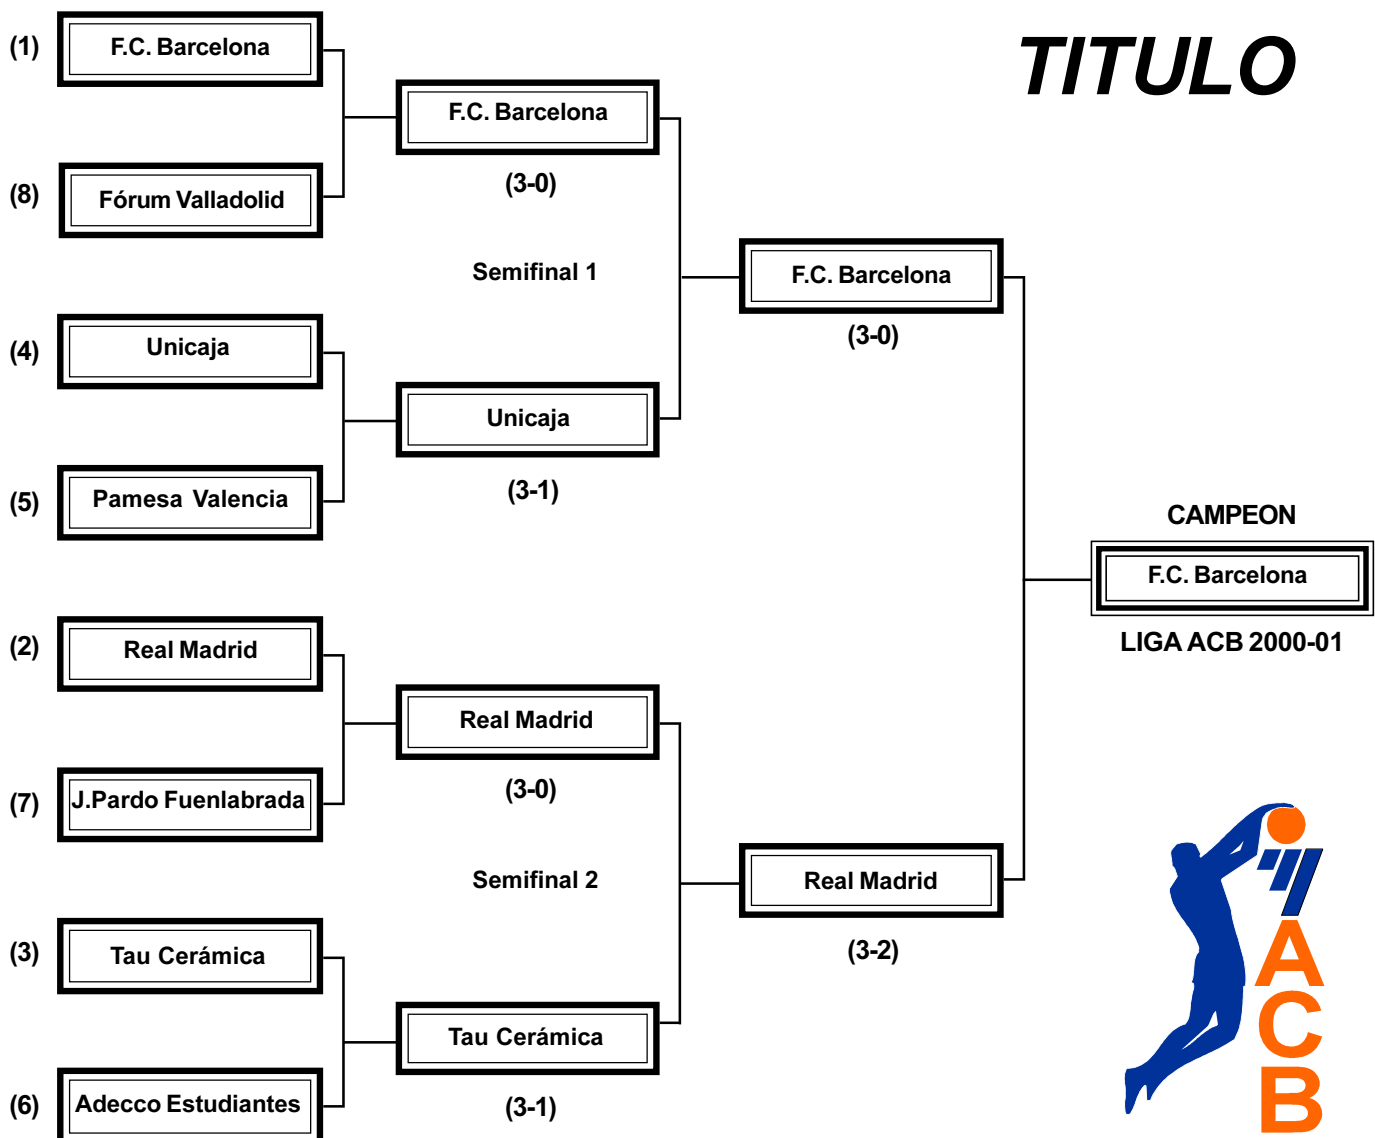 TITULO
(1)
F.C. Barcelona
F.C. Barcelona
(3-0)
(8)
Fórum Valladolid
Semifinal 1
F.C. Barcelona
(3-0)
(4)
Unicaja
Unicaja
(3-1)
(5)
Pamesa Valencia
CAMPEON
F.C. Barcelona
LIGA ACB 2000-01
(2)
Real Madrid
Real Madrid
(3-0)
(7)
J.Pardo Fuenlabrada
Semifinal 2
Real Madrid
(3-2)
(3)
Tau Cerámica
Tau Cerámica
(3-1)
(6)
Adecco Estudiantes
A
C
B